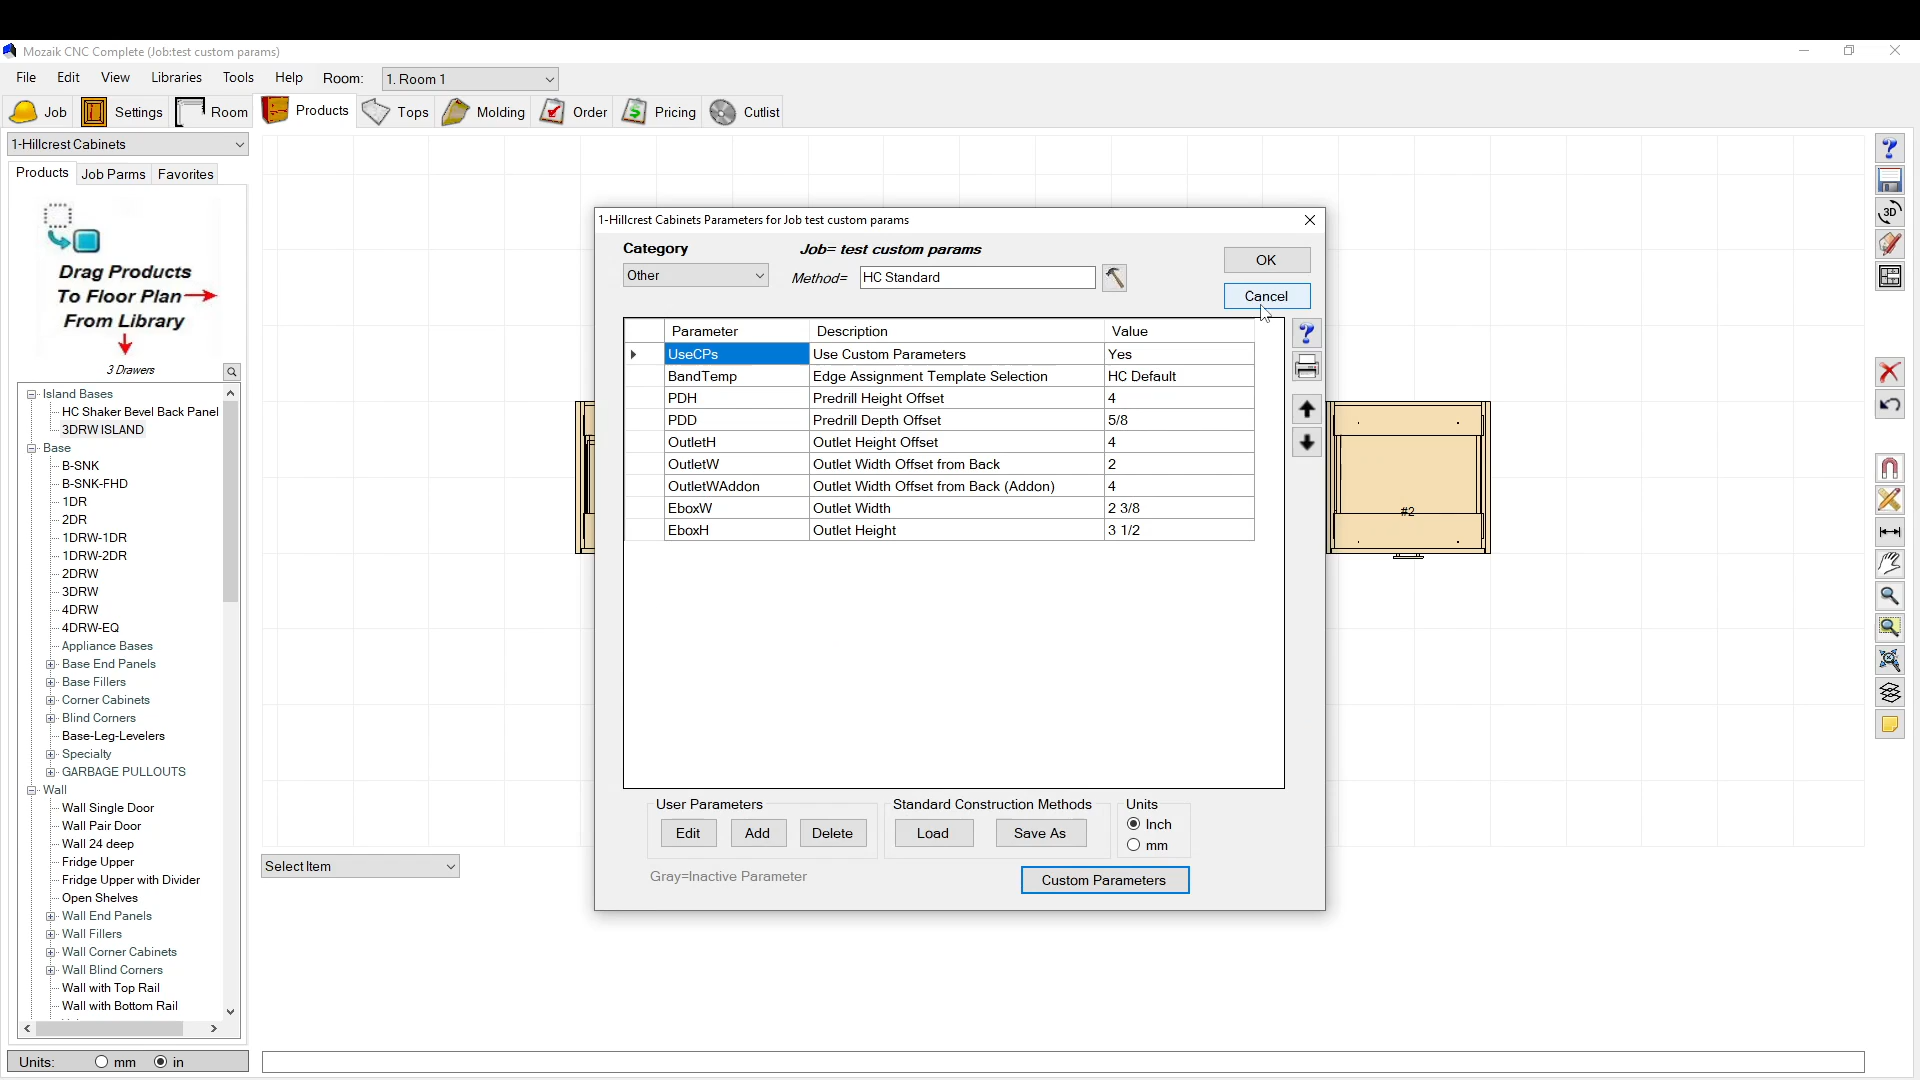 Mozaik CNC Complete (Job:test custom params)
File Edit View Libraries Tools Help Room: 1. Room 1
Job Settings Room Products Tops Molding Order Pricing Cutlist
1-Hillcrest Cabinets
Products Job Parms Favorites
Drag Products
To Floor Plan
From Library
3 Drawers
Island Bases
HC Shaker Bevel Back Panel
3DRW ISLAND
Base
B-SNK
B-SNK-FHD
1DR
2DR
1DRW-1DR
1DRW-2DR
2DRW
3DRW
4DRW
4DRW-EQ
Appliance Bases
Base End Panels
Base Fillers
Corner Cabinets
Blind Corners
Base-Leg-Levelers
Specialty
GARBAGE PULLOUTS
Wall
Wall Single Door
Wall Pair Door
Wall 24 deep
Fridge Upper
Fridge Upper with Divider
Open Shelves
Wall End Panels
Wall Fillers
Wall Corner Cabinets
Wall Blind Corners
Wall with Top Rail
Wall with Bottom Rail
Units: mm in
Select Item
1-Hillcrest Cabinets Parameters for Job test custom params
Category
Other
Job= test custom params
Method= HC Standard
OK
Cancel
Parameter Description Value
UseCPs Use Custom Parameters Yes
BandTemp Edge Assignment Template Selection HC Default
PDH Predrill Height Offset 4
PDD Predrill Depth Offset 5/8
OutletH Outlet Height Offset 4
OutletW Outlet Width Offset from Back 2
OutletWAddon Outlet Width Offset from Back (Addon) 4
EboxW Outlet Width 2 3/8
EboxH Outlet Height 3 1/2
User Parameters
Edit Add Delete
Standard Construction Methods
Load Save As
Units
Inch
mm
Gray=Inactive Parameter
Custom Parameters
#2
3D